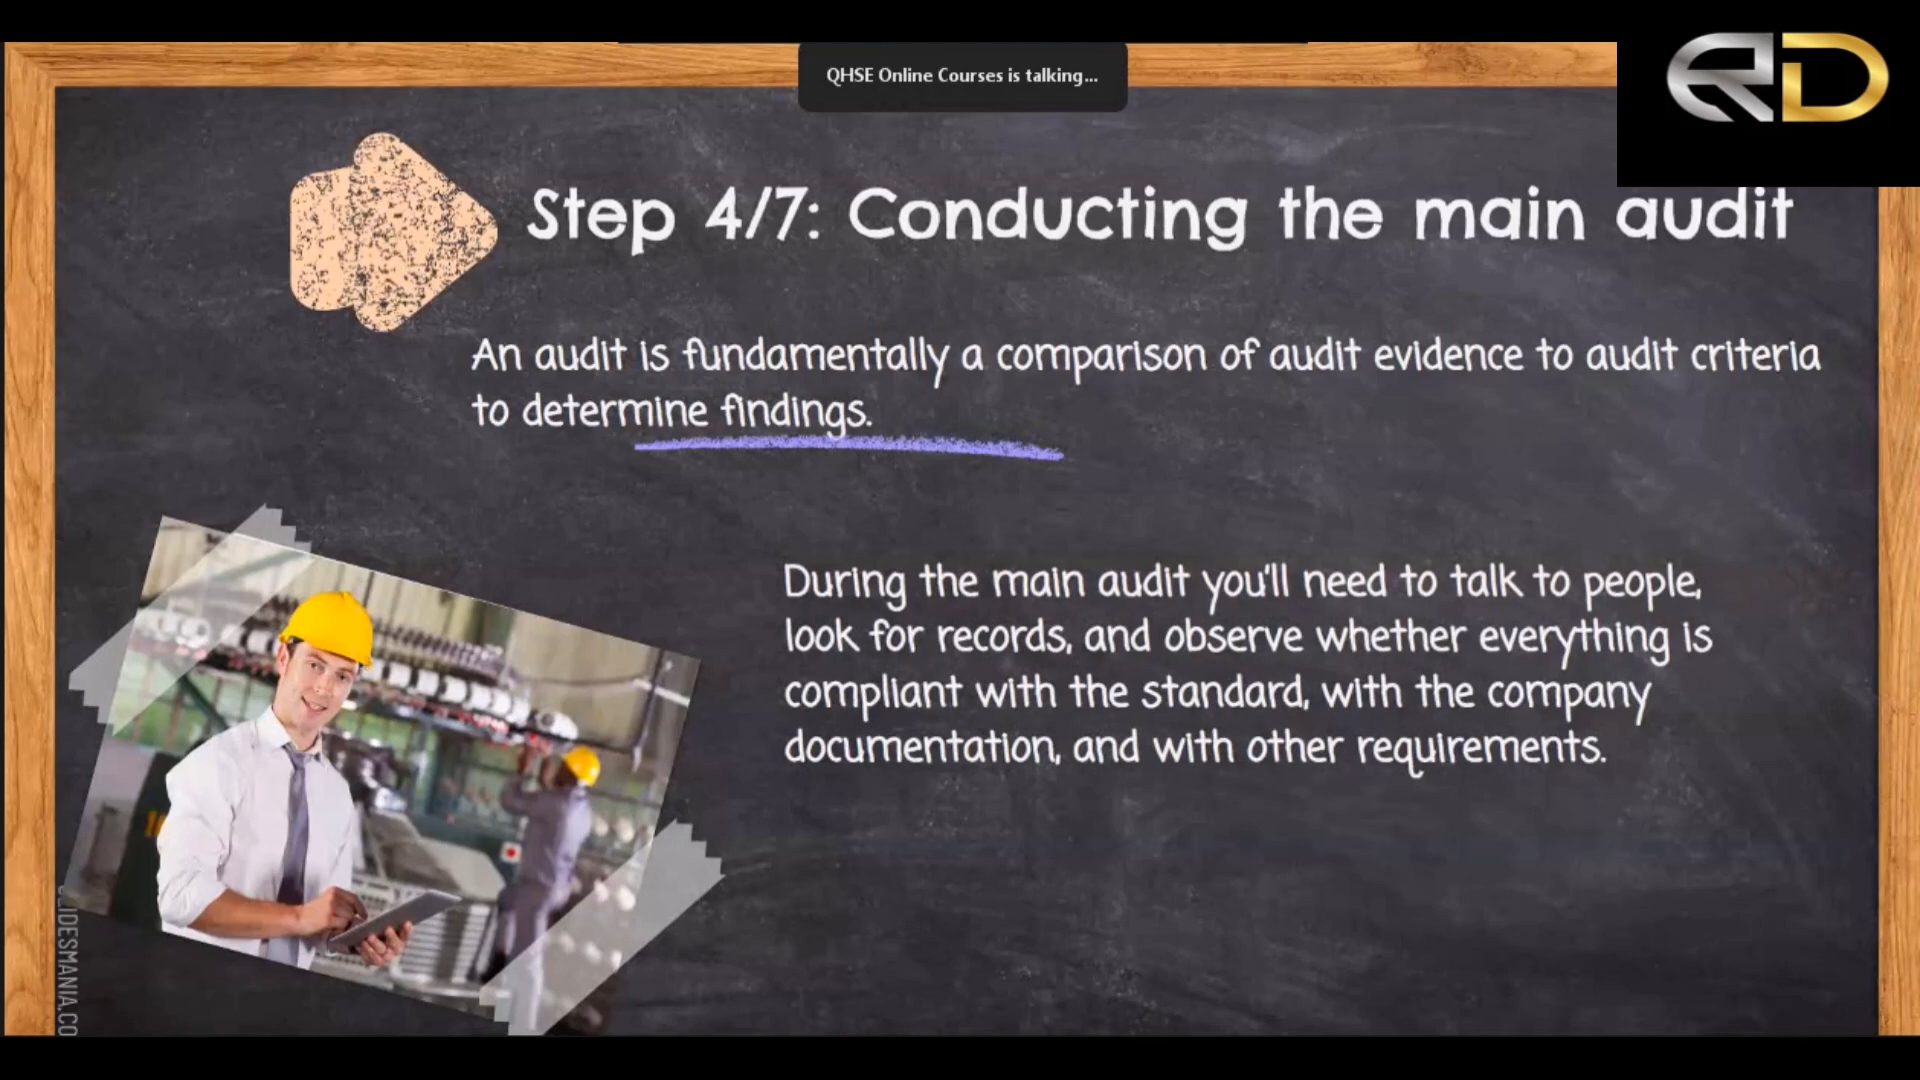 QHSE Online Courses is talking...
RD
Step 4/7: Conducting the main audit
An audit is fundamentally a comparison of audit evidence to audit criteria
to determine findings.
During the main audit you'll need to talk to people,
look for records, and observe whether everything is
compliant with the standard, with the company
documentation, and with other requirements.